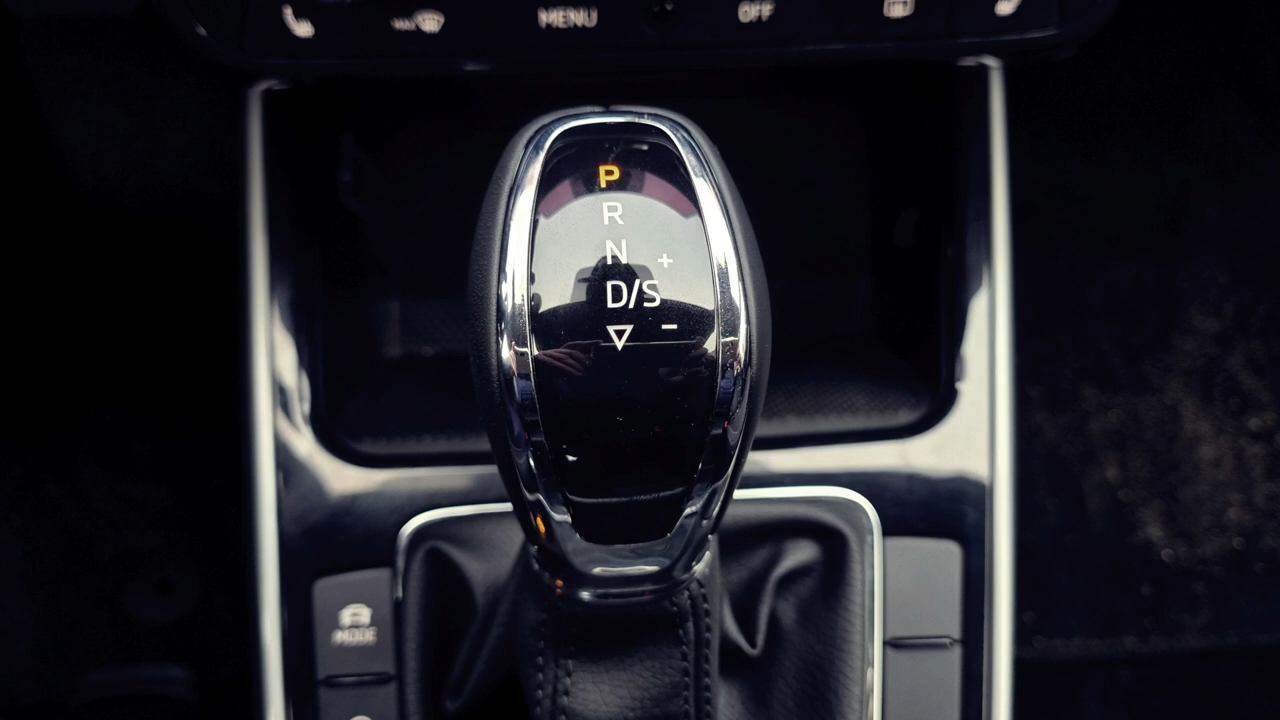 MENU OFF
P
R
N +
D/S
-
MODE